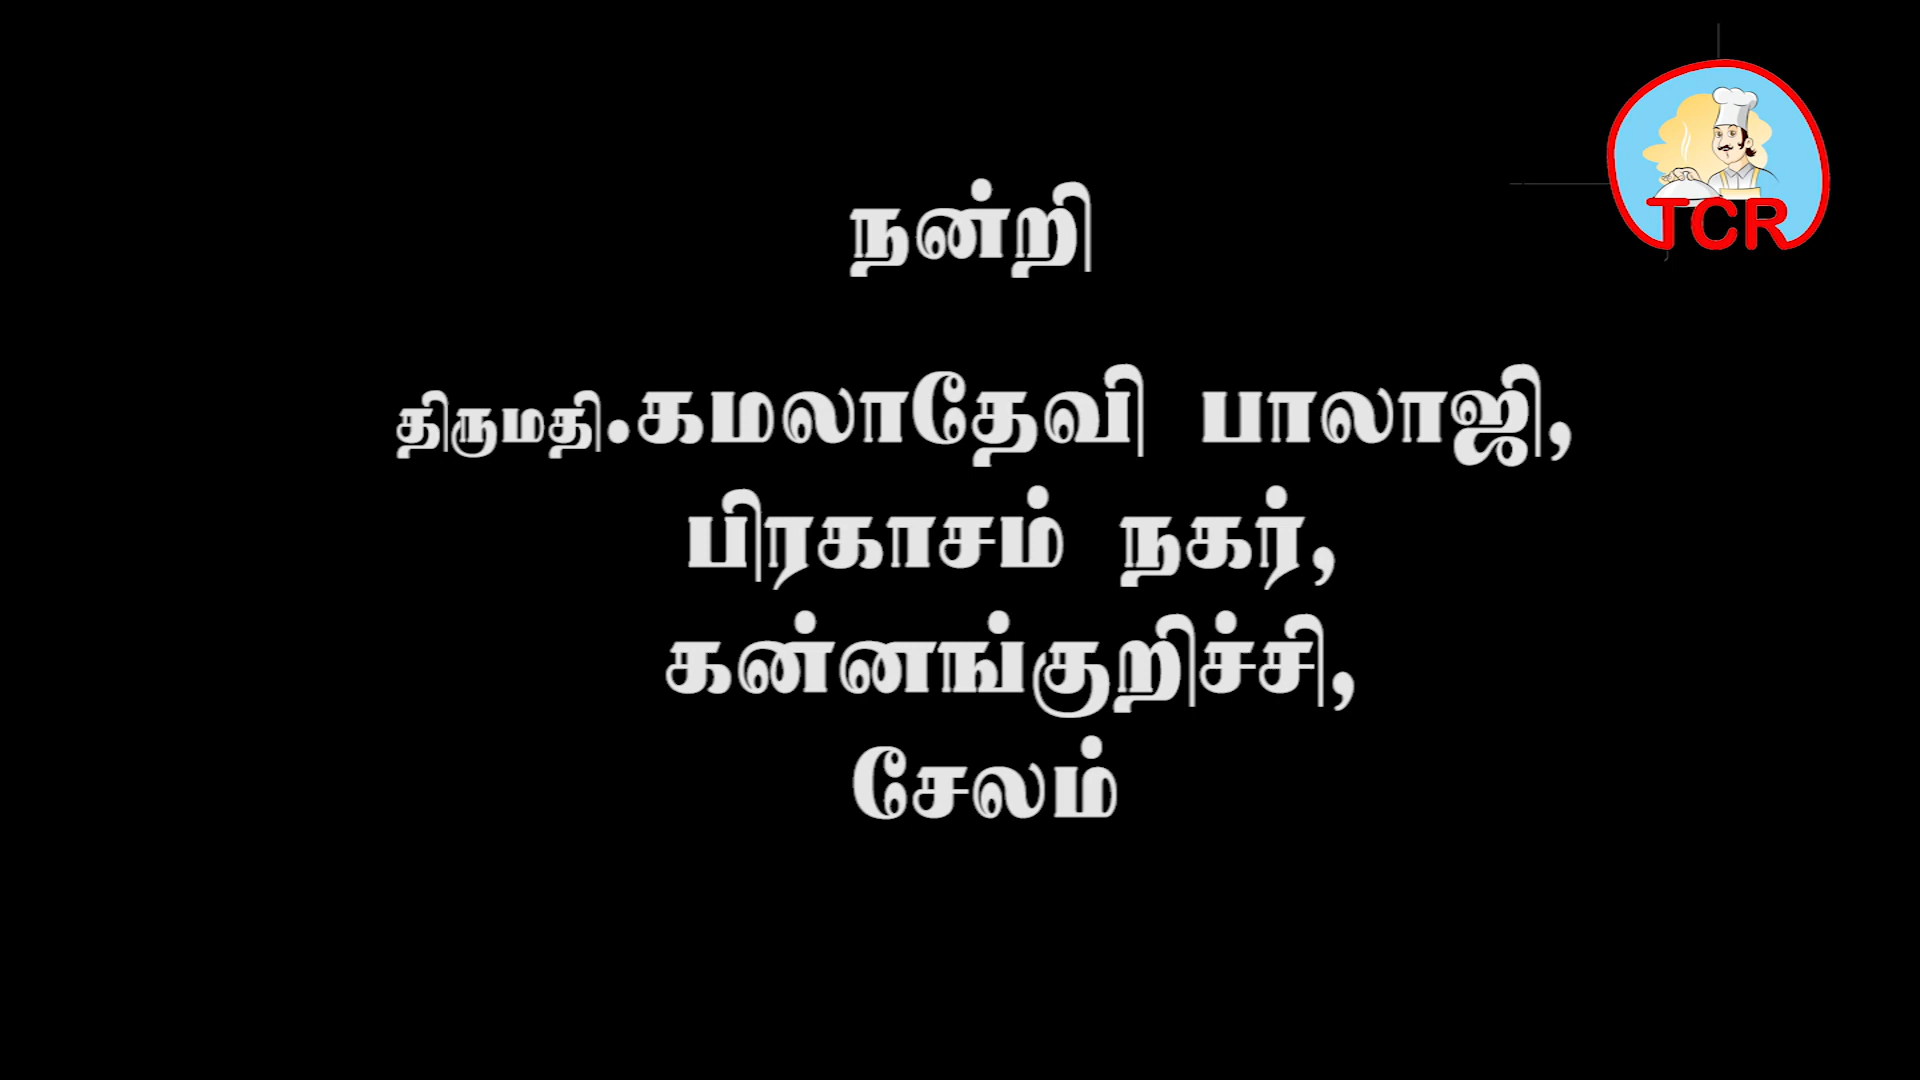 TCR
நன்றி
திருமதி.கமலாதேவி பாலாஜி,
பிரகாசம் நகர்,
கன்னங்குறிச்சி,
சேலம்